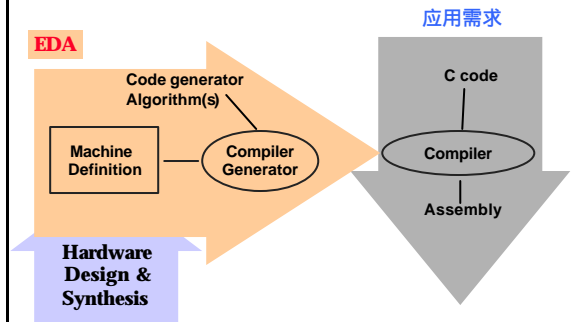 应用需求
EDA
Code generator
Algorithm(s)
Machine
Definition
Compiler
Generator
Hardware
Design &
Synthesis
C code
Compiler
Assembly